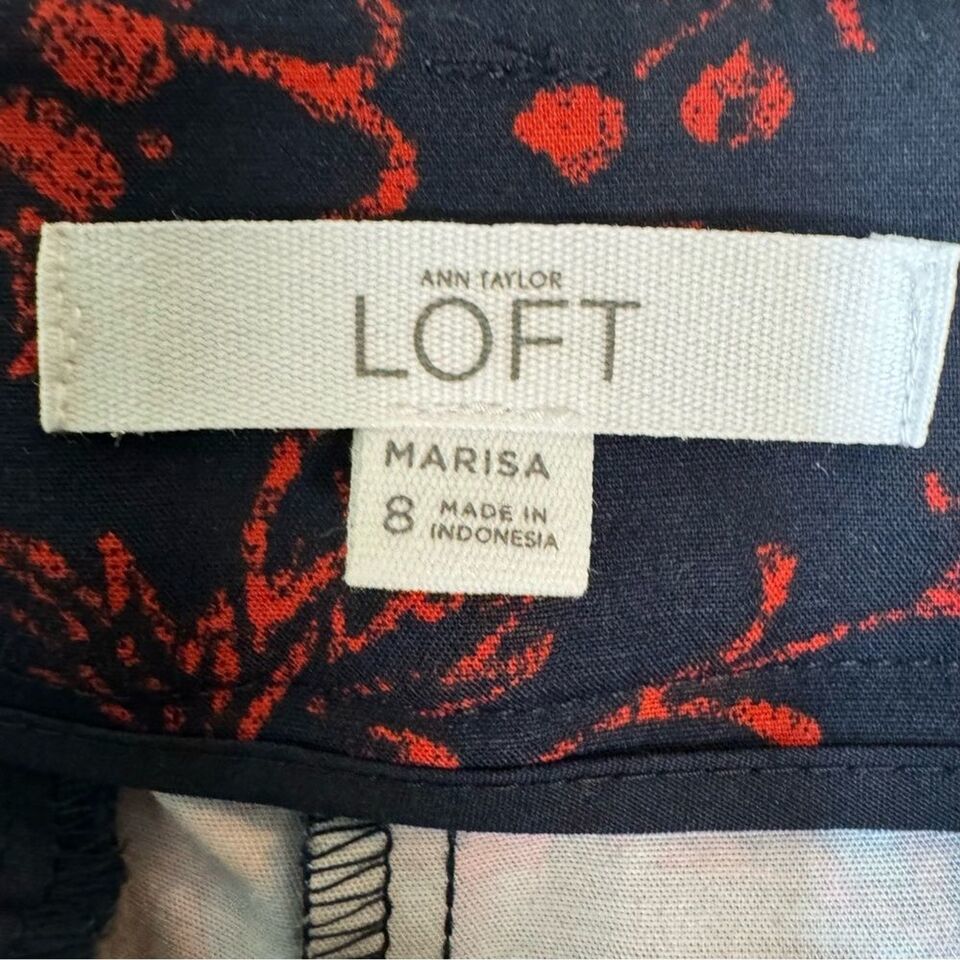 ANN TAYLOR
LOFT
MARISA
8 MADE IN
INDONESIA